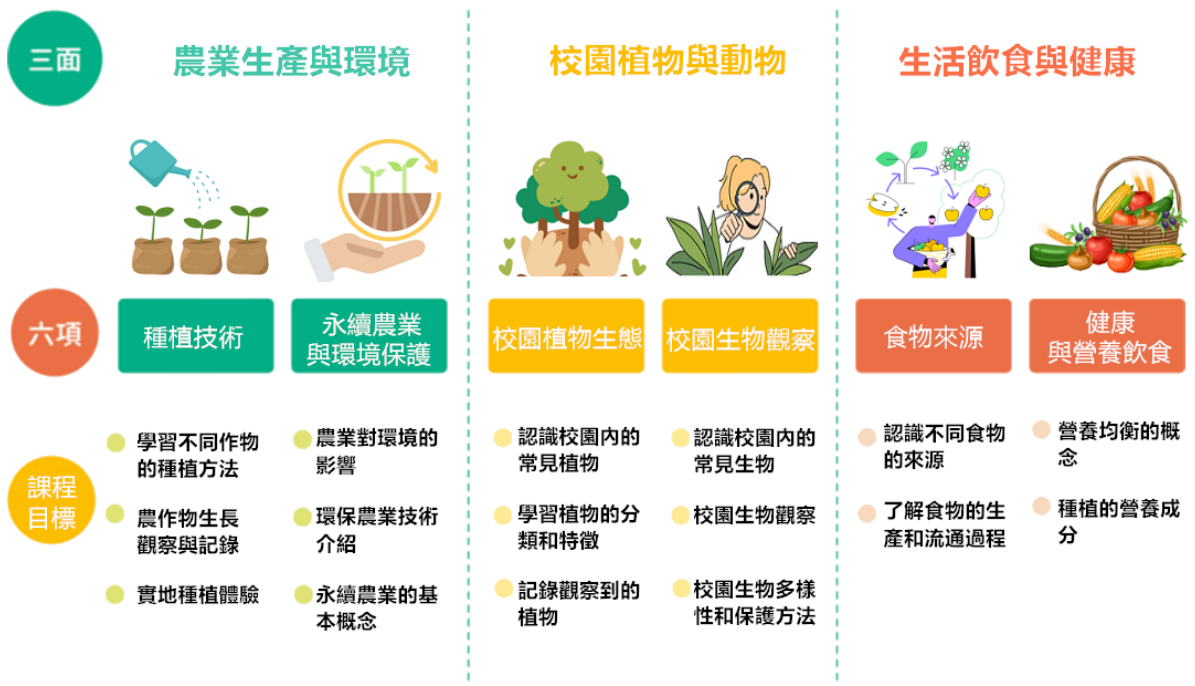 三面
農業生產與環境
校園植物與動物
生活飲食與健康
六項
種植技術
永續農業
與環境保護
校園植物生態
校園生物觀察
食物來源
健康
與營養飲食
課程
目標
學習不同作物
的種植方法
農作物生長
觀察與記錄
實地種植體驗
農業對環境的
影響
環保農業技術
介紹
永續農業的基
本概念
認識校園內的
常見植物
學習植物的分
類和特徵
記錄觀察到的
植物
認識校園內的
常見生物
校園生物觀察
校園生物多樣
性和保護方法
認識不同食物
的來源
了解食物的生
產和流通過程
營養均衡的概
念
種植的營養成
分